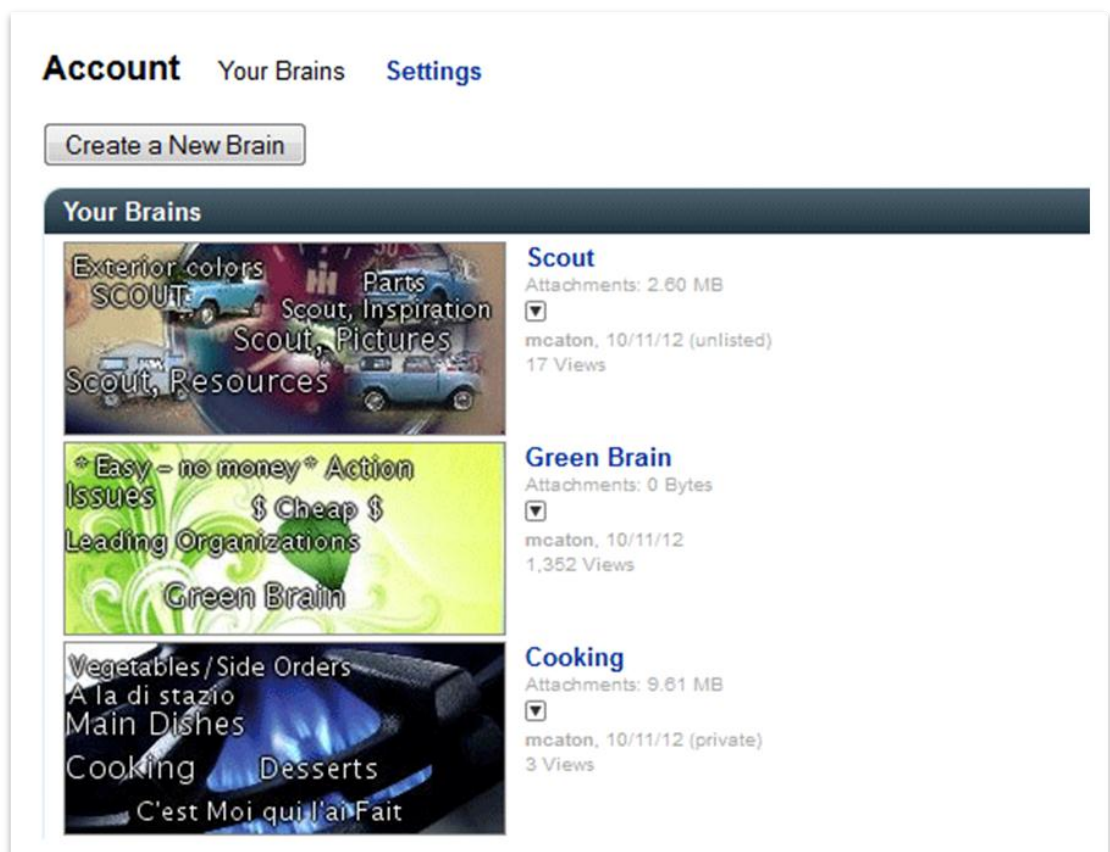 Account Your Brains Settings
Create a New Brain
Your Brains
Exterior colors
SCOUT
Parts
Scout, Inspiration
Scout, Pictures
Scout, Resources
Scout
Attachments: 2.60 MB
mcaton, 10/11/12 (unlisted)
17 Views
* Easy – no money * Action
Issues
$ Cheap $
Leading Organizations
Green Brain
Green Brain
Attachments: 0 Bytes
mcaton, 10/11/12
1,352 Views
Vegetables/Side Orders
A la di stazio
Main Dishes
Cooking Desserts
C'est Moi qui l'ai Fait
Cooking
Attachments: 9.61 MB
mcaton, 10/11/12 (private)
3 Views